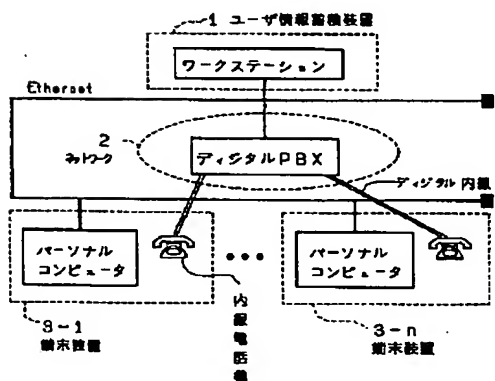 1 ユーザ情報蓄積装置
ワークステーション
Ethernet
2
ネットワーク
ディジタルPBX
ディジタル内線
パーソナル
コンピュータ
•••
パーソナル
コンピュータ
内線電話機
3-1
端末装置
3-n
端末装置